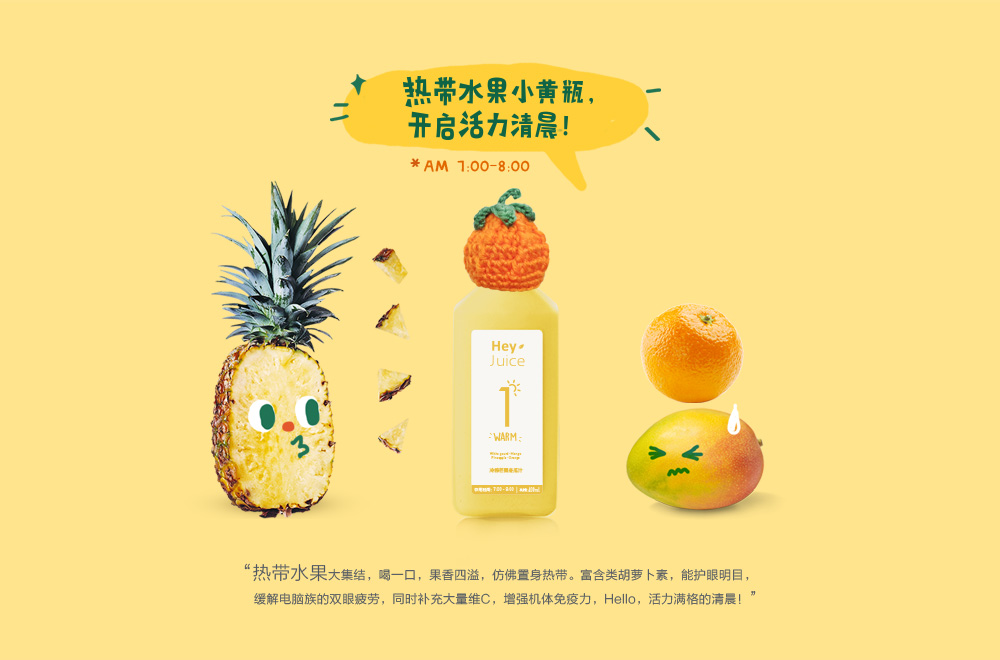 热带水果小黄瓶，
开启活力清晨！
*AM 7:00-8:00
Hey
Juice
1
WARM
“热带水果大集结，喝一口，果香四溢，仿佛置身热带。富含类胡萝卜素，能护眼明目，
缓解电脑族的双眼疲劳，同时补充大量维C，增强机体免疫力，Hello，活力满格的清晨！”